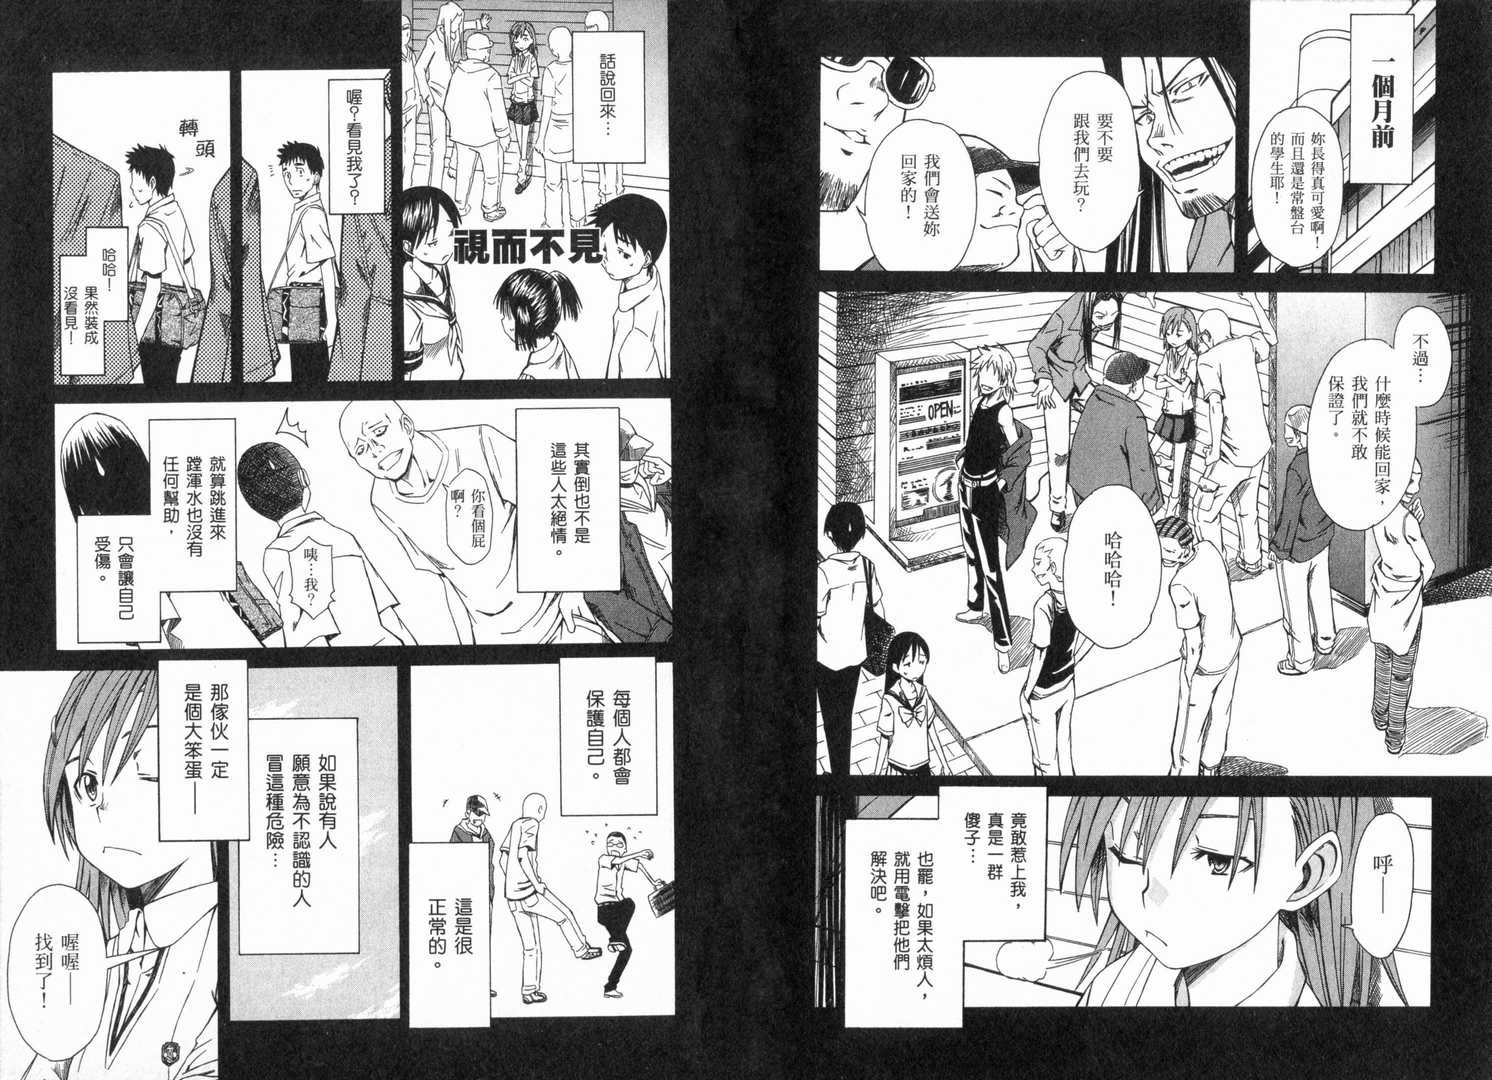 一個月前
妳長得真可愛啊！
而且還是常盤台
的學生耶！
要不要
跟我們去玩？
我們會送妳
回家的！
不過…
什麼時候能回家，
我們就不敢
保證了。
OPEN
哈哈哈！
呼——
竟敢惹上我，
真是一群
傻子…
也罷，如果太煩人，
就用電擊把他們
解決吧。
話說回來…
視而不見
喔？看見我了？
轉
頭
哈哈！
果然裝成
沒看見！
其實倒也不是
這些人太絕情。
你看個屁
啊？
咦…我？
就算跳進來
蹚渾水也沒有
任何幫助，
只會讓自己
受傷。
每個人都會
保護自己。
這是很
正常的。
如果說有人
願意為不認識的人
冒這種危險…
那傢伙一定
是個大笨蛋——
喔喔——
找到了！